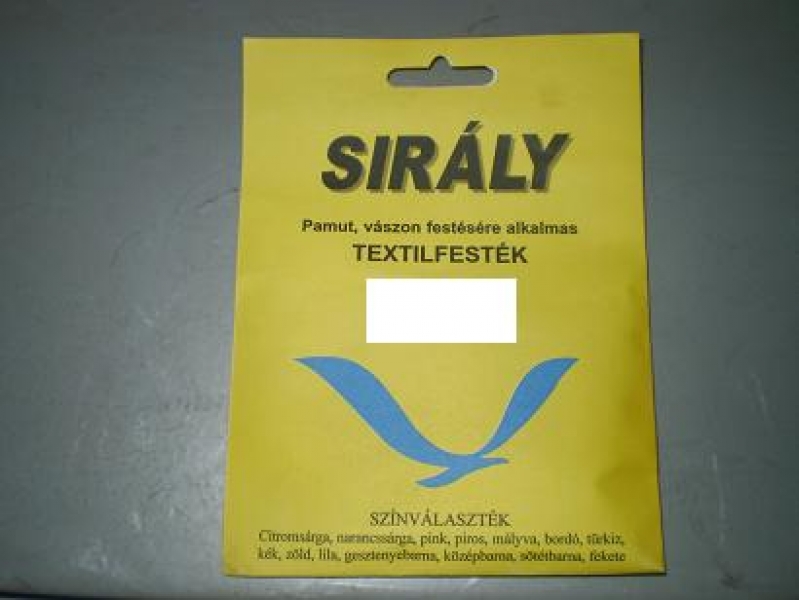 SIRÁLY
Pamut, vászon festésére alkalmas
TEXTILFESTÉK
SZÍNVÁLASZTÉK
Citromsárga, narancssárga, pink, piros, mályva, bordó, türkiz,
kék, zöld, lila, gesztenyebarna, középbarna, sötétbarna, fekete